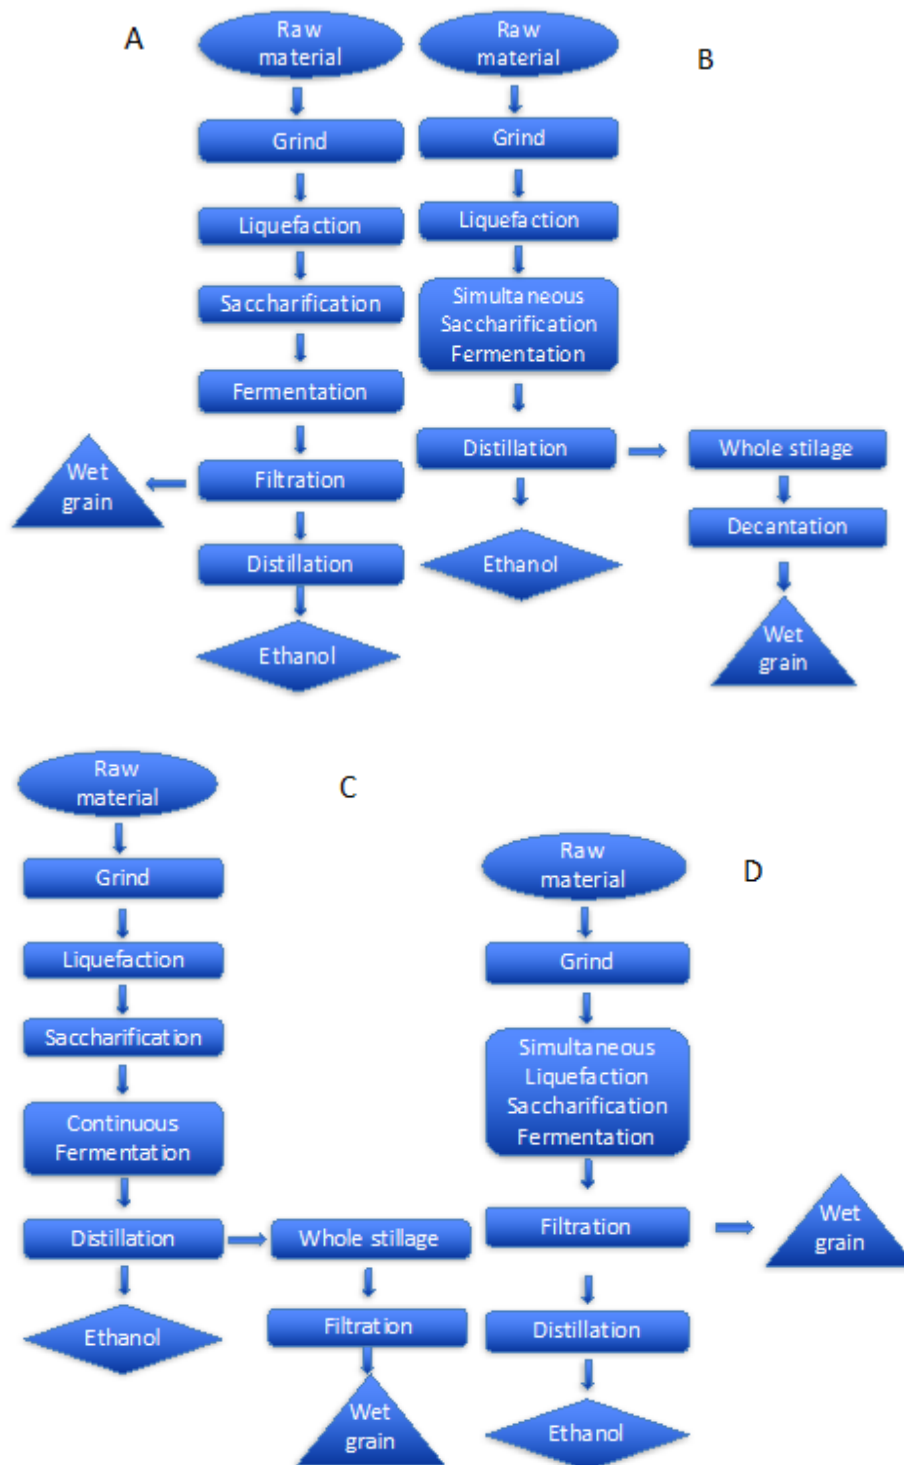 A
Raw
material
Grind
Liquefaction
Saccharification
Fermentation
Filtration
Wet
grain
Distillation
Ethanol
B
Raw
material
Grind
Liquefaction
Simultaneous
Saccharification
Fermentation
Distillation
Whole stilage
Decantation
Wet
grain
Ethanol
C
Raw
material
Grind
Liquefaction
Saccharification
Continuous
Fermentation
Distillation
Whole stillage
Filtration
Wet
grain
Ethanol
D
Raw
material
Grind
Simultaneous
Liquefaction
Saccharification
Fermentation
Filtration
Wet
grain
Distillation
Ethanol